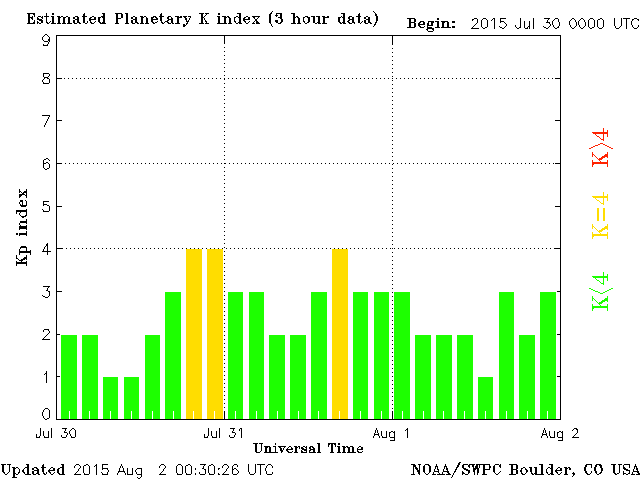 Estimated Planetary K index (3 hour data) Begin: 2015 Jul 30 0000 UTC
9
8
7
6
5
4
3
2
1
0
Kp index
K>4
K=4
K<4
Jul 30 Jul 31 Aug 1 Aug 2
Universal Time
Updated 2015 Aug 2 00:30:26 UTC NOAA/SWPC Boulder, CO USA